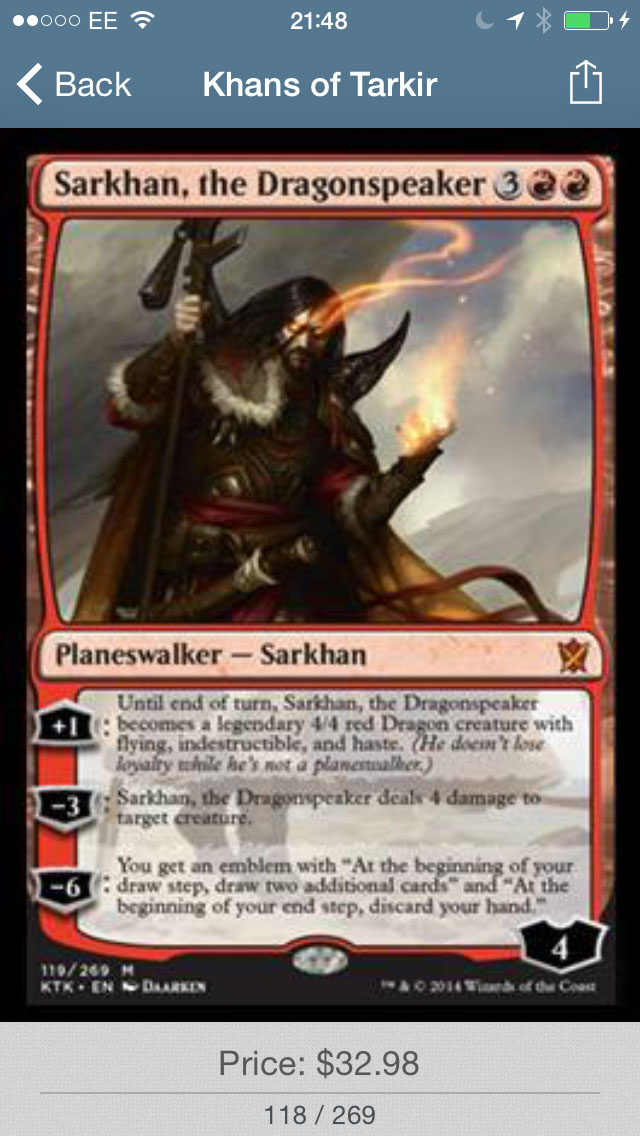 EE 21:48
Back Khans of Tarkir
Sarkhan, the Dragonspeaker 3
Planeswalker — Sarkhan
Until end of turn, Sarkhan, the Dragonspeaker
+1 : becomes a legendary 4/4 red Dragon creature with
flying, indestructible, and haste. (He doesn't lose
loyalty while he's not a planeswalker.)
-3 : Sarkhan, the Dragonspeaker deals 4 damage to
target creature.
You get an emblem with "At the beginning of your
-6 : draw step, draw two additional cards" and "At the
beginning of your end step, discard your hand."
4
119/269 M
KTK • EN DAARKEN ™ & © 2014 Wizards of the Coast
Price: $32.98
118 / 269